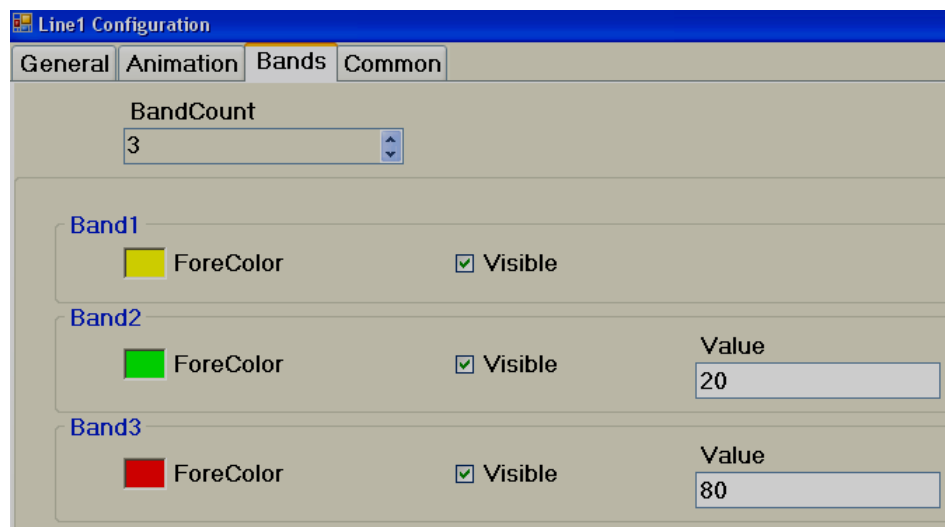 Line1 Configuration
General Animation Bands Common
BandCount
3
Band1
ForeColor Visible
Band2
ForeColor Visible
Value
20
Band3
ForeColor Visible
Value
80